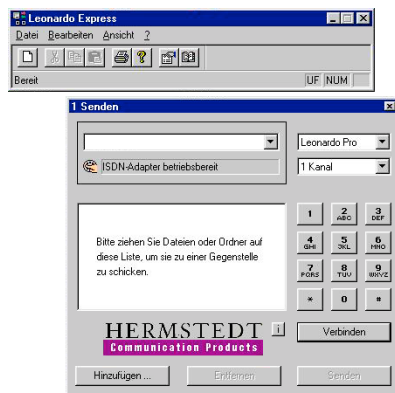 Leonardo Express
Datei Bearbeiten Ansicht ?
Bereit UF NUM
1 Senden
Leonardo Pro
ISDN-Adapter betriebsbereit
1 Kanal
1 2 ABC 3 DEF
4 GHI 5 JKL 6 MNO
7 PQRS 8 TUV 9 WXYZ
* 0 #
Bitte ziehen Sie Dateien oder Ordner auf
diese Liste, um sie zu einer Gegenstelle
zu schicken.
HERMSTEDT i
Communication Products
Verbinden
Hinzufügen ... Entfernen Senden